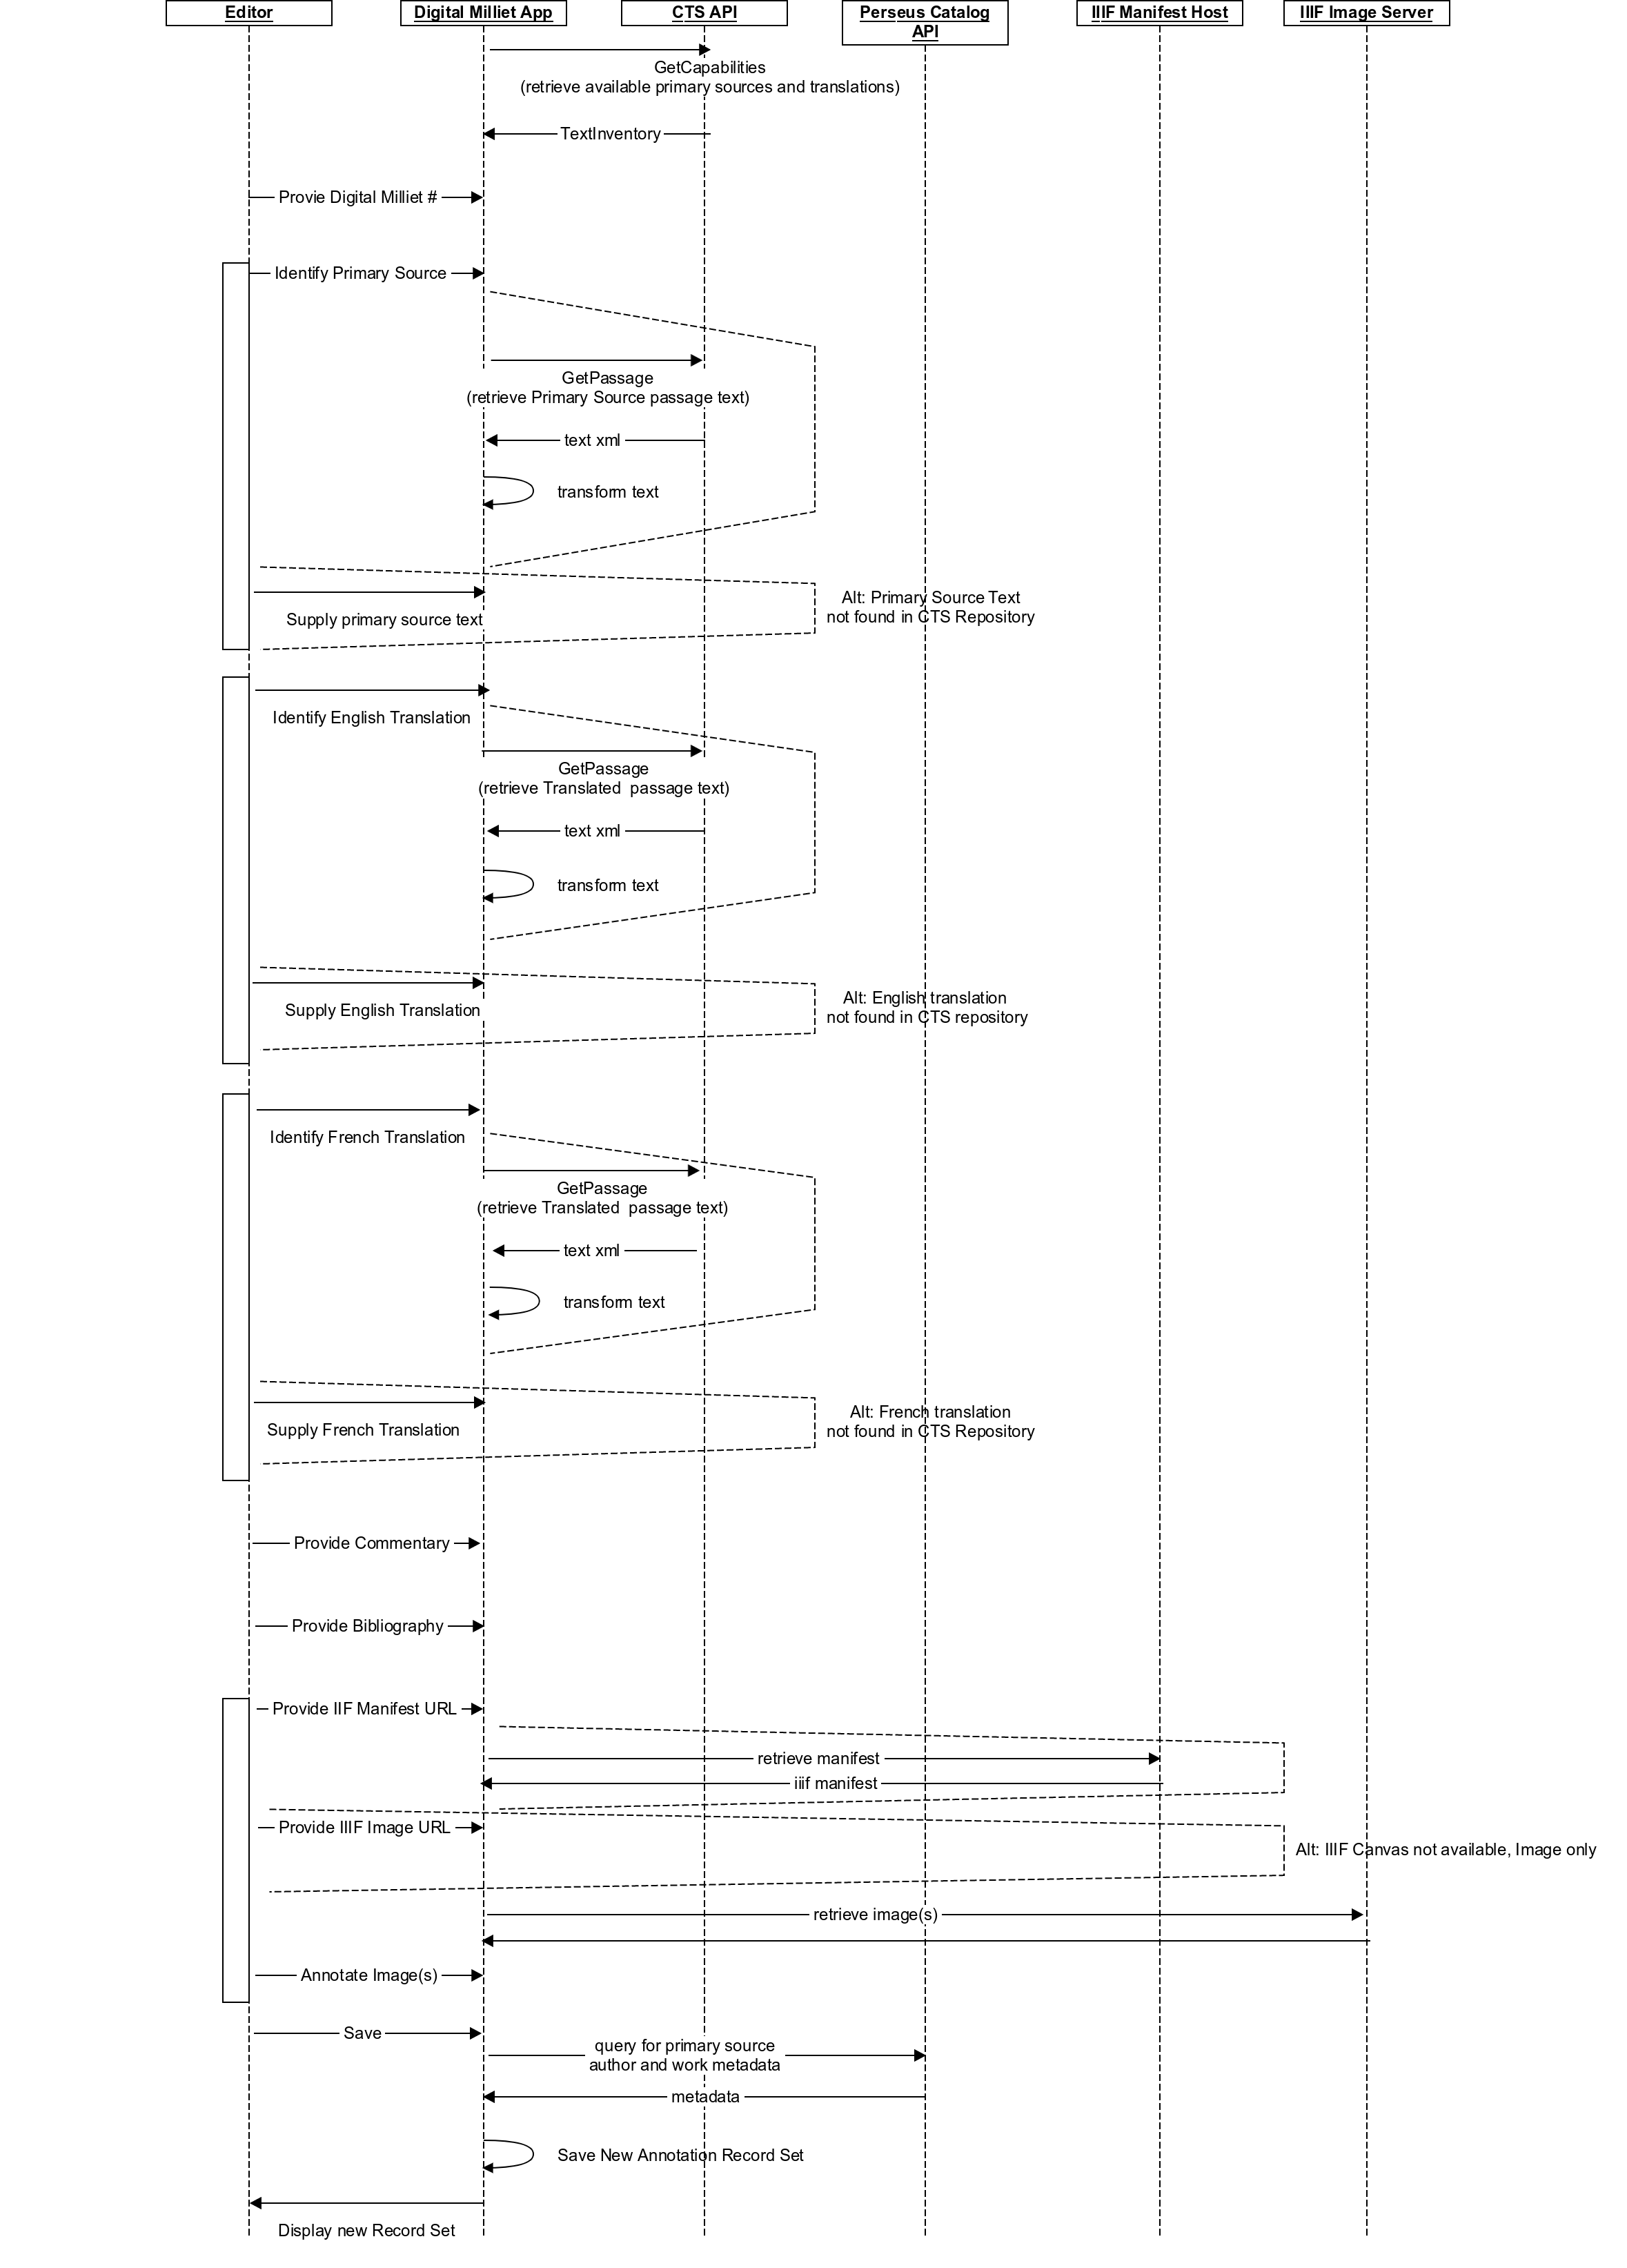 Editor
Digital Milliet App
CTS API
Perseus Catalog
API
IIIF Manifest Host
IIIF Image Server
GetCapabilities
(retrieve available primary sources and translations)
TextInventory
Provie Digital Milliet #
Identify Primary Source
GetPassage
(retrieve Primary Source passage text)
text xml
transform text
Alt: Primary Source Text
not found in CTS Repository
Supply primary source text
Identify English Translation
GetPassage
(retrieve Translated  passage text)
text xml
transform text
Alt: English translation
not found in CTS repository
Supply English Translation
Identify French Translation
GetPassage
(retrieve Translated  passage text)
text xml
transform text
Alt: French translation
not found in CTS Repository
Supply French Translation
Provide Commentary
Provide Bibliography
Provide IIF Manifest URL
retrieve manifest
iiif manifest
Provide IIIF Image URL
Alt: IIIF Canvas not available, Image only
retrieve image(s)
Annotate Image(s)
Save
query for primary source
author and work metadata
metadata
Save New Annotation Record Set
Display new Record Set